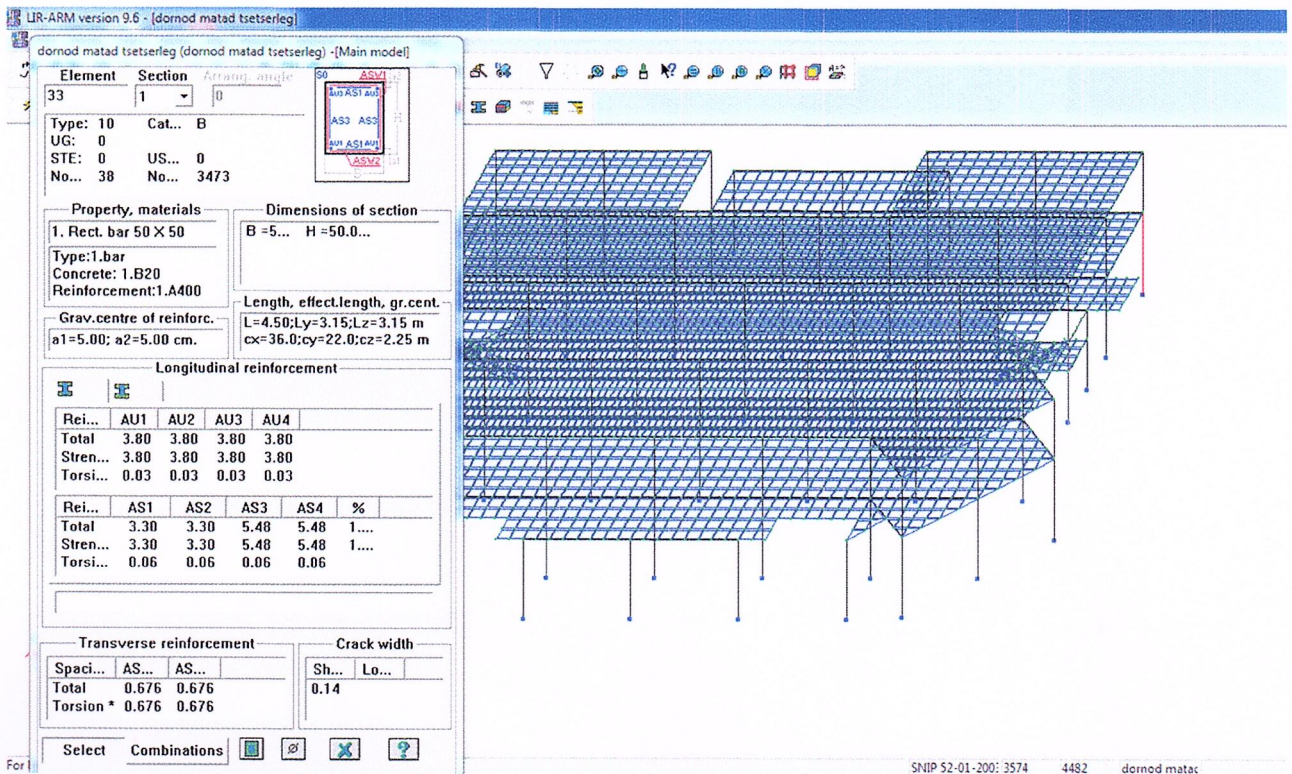 LIR-ARM version 9.6 - [dornod matad tsetserleg]
dornod matad tsetserleg (dornod matad tsetserleg) -[Main model]
Element Section Arrang. angle
33 1 0
S0 ASW1
AU3 AS1 AU3
AS3 AS3 H
AU1 AS1 AU1
ASW2
Type: 10 Cat... B
UG: 0
STE: 0 US... 0
No... 38 No... 3473
Property, materials
1. Rect. bar 50 X 50
Type:1.bar
Concrete: 1.B20
Reinforcement:1.A400
Dimensions of section
B =5... H =50.0...
Grav.centre of reinforc.
a1=5.00; a2=5.00 cm.
Length, effect.length, gr.cent.
L=4.50;Ly=3.15;Lz=3.15 m
cx=36.0;cy=22.0;cz=2.25 m
Longitudinal reinforcement
Rei... AU1 AU2 AU3 AU4
Total 3.80 3.80 3.80 3.80
Stren... 3.80 3.80 3.80 3.80
Torsi... 0.03 0.03 0.03 0.03
Rei... AS1 AS2 AS3 AS4 %
Total 3.30 3.30 5.48 5.48 1....
Stren... 3.30 3.30 5.48 5.48 1....
Torsi... 0.06 0.06 0.06 0.06
Transverse reinforcement
Spaci... AS... AS...
Total 0.676 0.676
Torsion * 0.676 0.676
Crack width
Sh... Lo...
0.14
Select Combinations
For
SNIP 52-01-200: 3574 4482 dornod matac